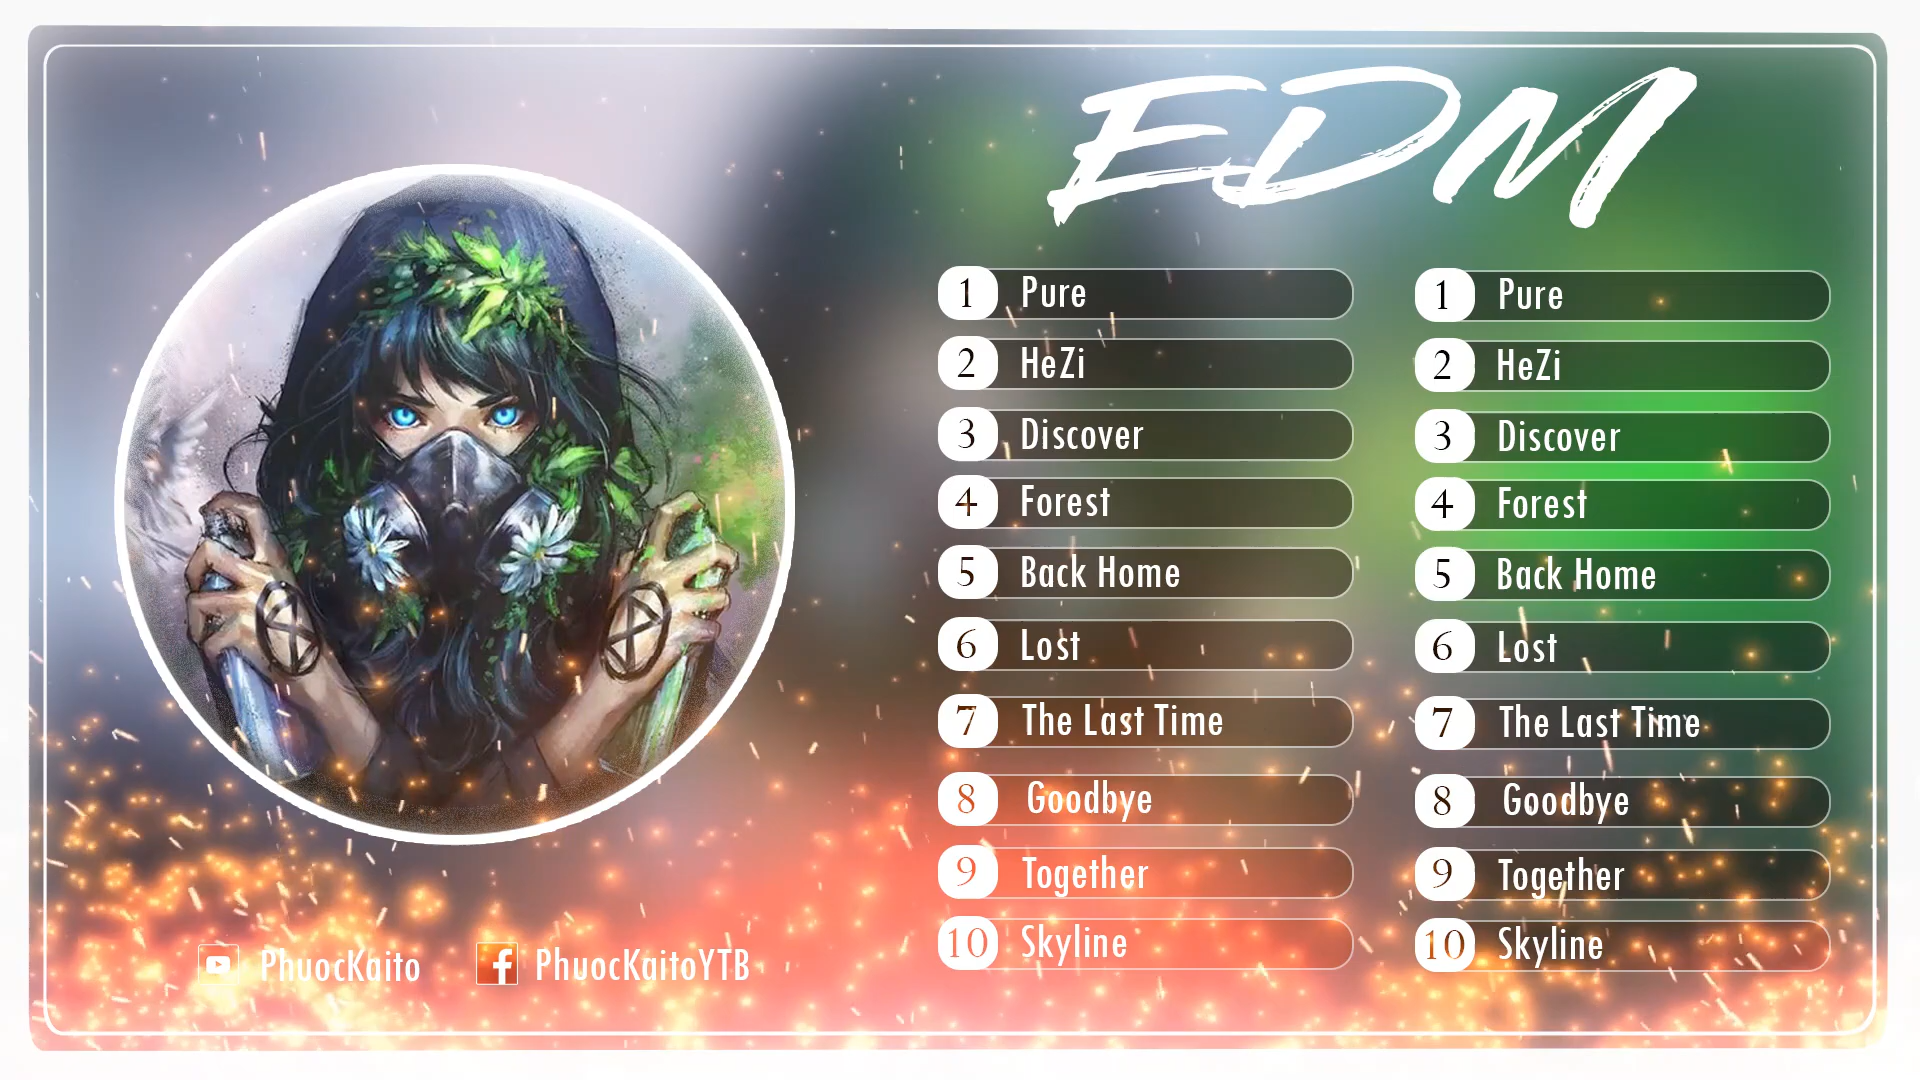 EDM
1 Pure
2 HeZi
3 Discover
4 Forest
5 Back Home
6 Lost
7 The Last Time
8 Goodbye
9 Together
10 Skyline
1 Pure
2 HeZi
3 Discover
4 Forest
5 Back Home
6 Lost
7 The Last Time
8 Goodbye
9 Together
10 Skyline
PhuocKaito
f PhuocKaitoYTB